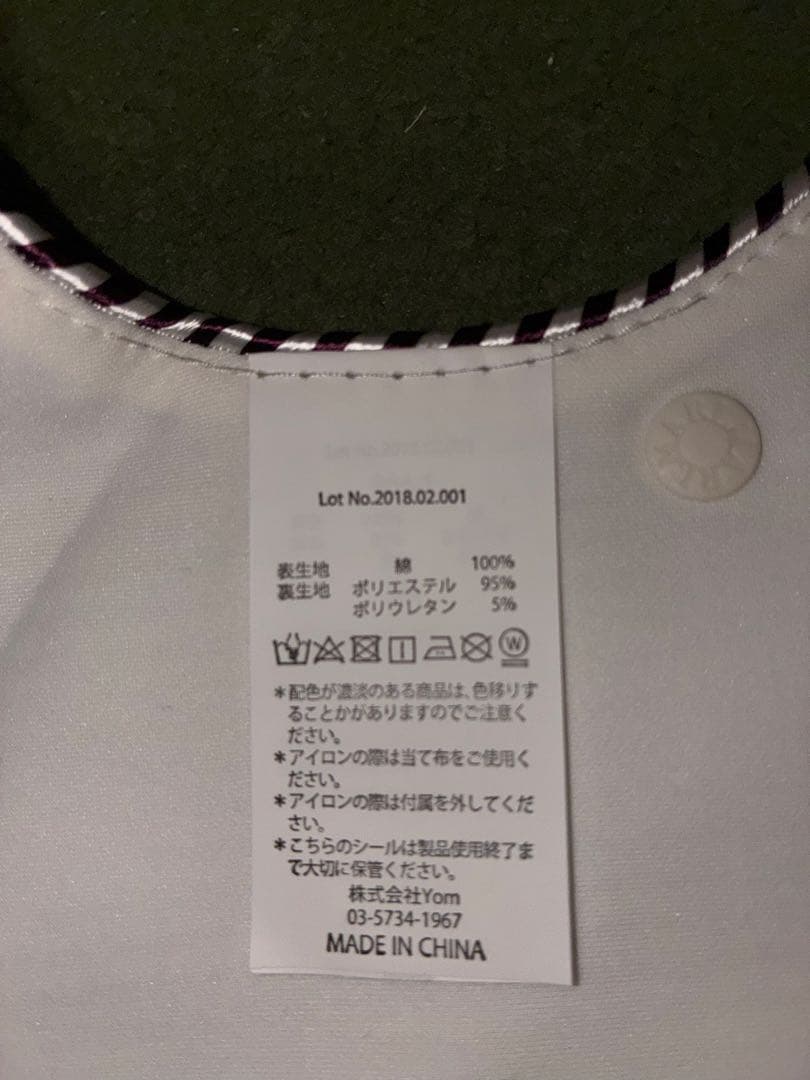 Lot No.2018.02.001
表生地 綿 100%
裏生地 ポリエステル 95%
ポリウレタン 5%
W
*配色が濃淡のある商品は、色移りす
ることかがありますのでご注意く
ださい。
*アイロンの際は当て布をご使用く
ださい。
*アイロンの際は付属を外してくだ
さい。
*こちらのシールは製品使用終了ま
で大切に保管ください。
株式会社Yom
03-5734-1967
MADE IN CHINA